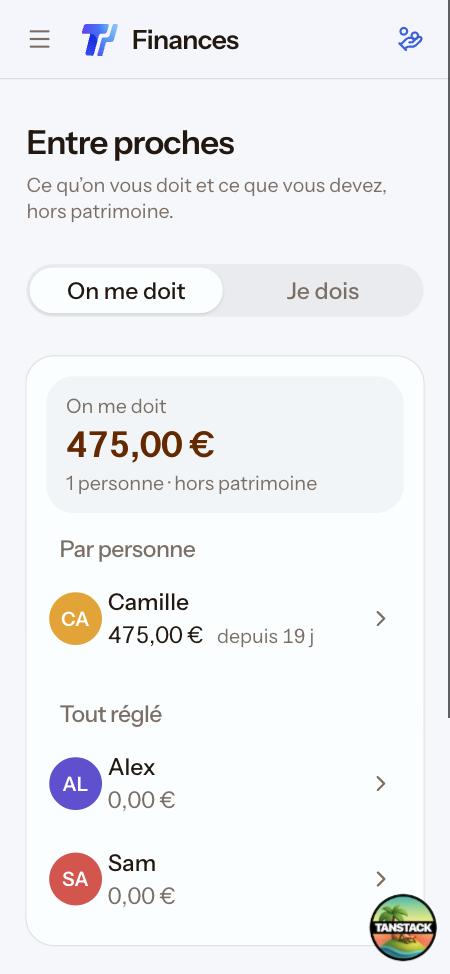 Finances
Entre proches
Ce qu’on vous doit et ce que vous devez,
hors patrimoine.
On me doit
Je dois
On me doit
475,00 €
1 personne · hors patrimoine
Par personne
CA
Camille
475,00 €
depuis 19 j
Tout réglé
AL
Alex
0,00 €
SA
Sam
0,00 €
TANSTACK